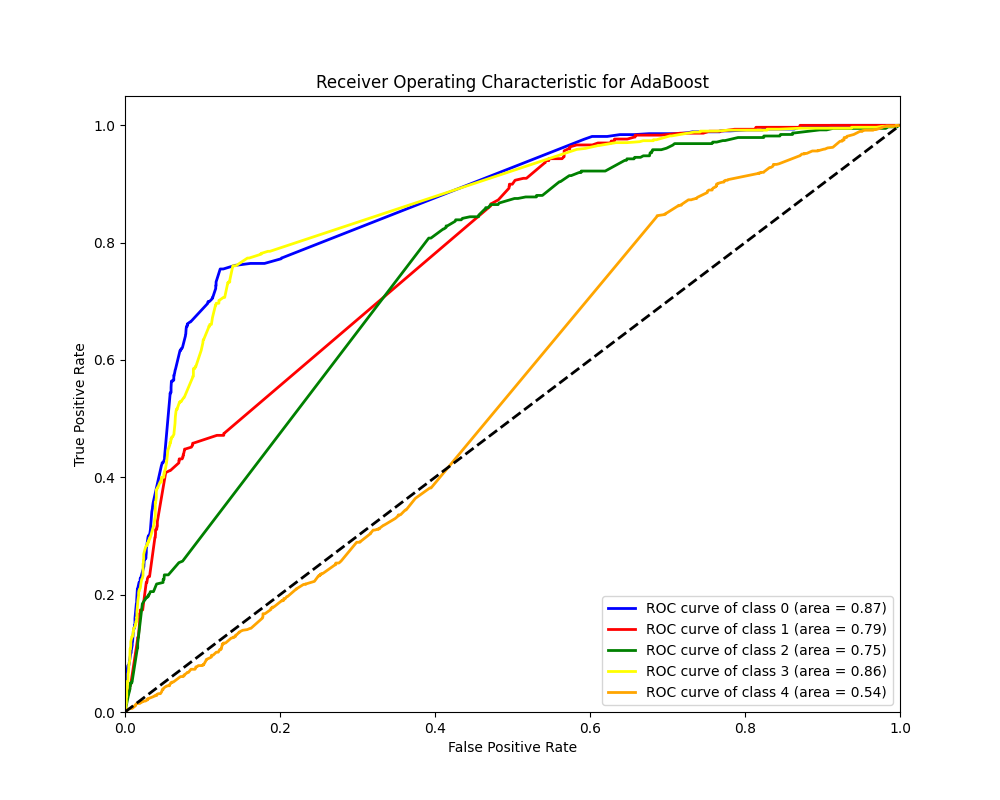 Receiver Operating Characteristic for AdaBoost
True Positive Rate
1.0
0.8
0.6
0.4
0.2
0.0
0.0 0.2 0.4 0.6 0.8 1.0
False Positive Rate
ROC curve of class 0 (area = 0.87)
ROC curve of class 1 (area = 0.79)
ROC curve of class 2 (area = 0.75)
ROC curve of class 3 (area = 0.86)
ROC curve of class 4 (area = 0.54)